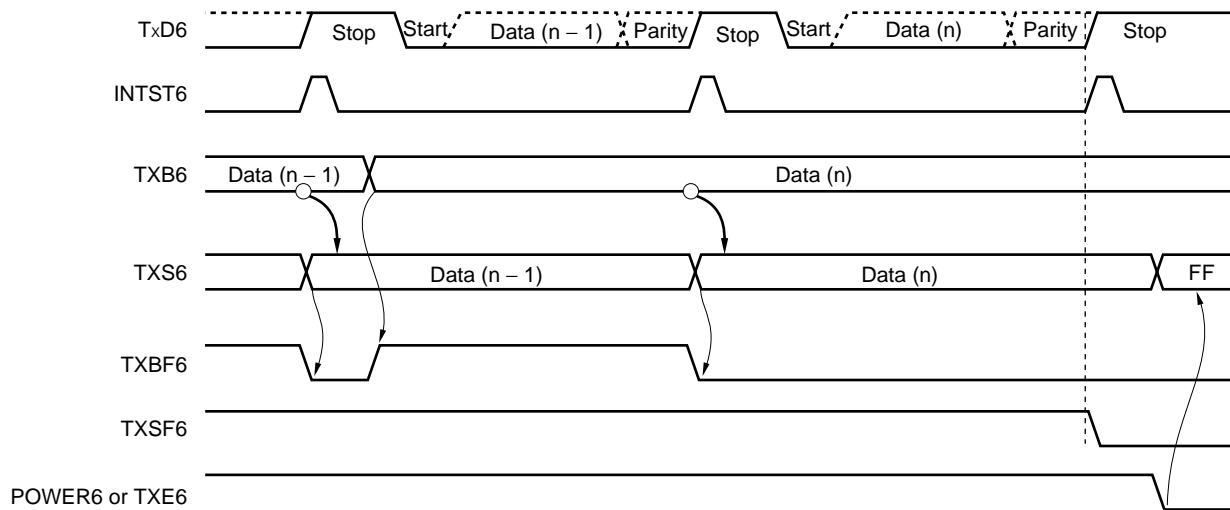 TxD6 Stop Start Data (n − 1) Parity Stop Start Data (n) Parity Stop
INTST6
TXB6 Data (n − 1) Data (n)
TXS6 Data (n − 1) Data (n) FF
TXBF6
TXSF6
POWER6 or TXE6